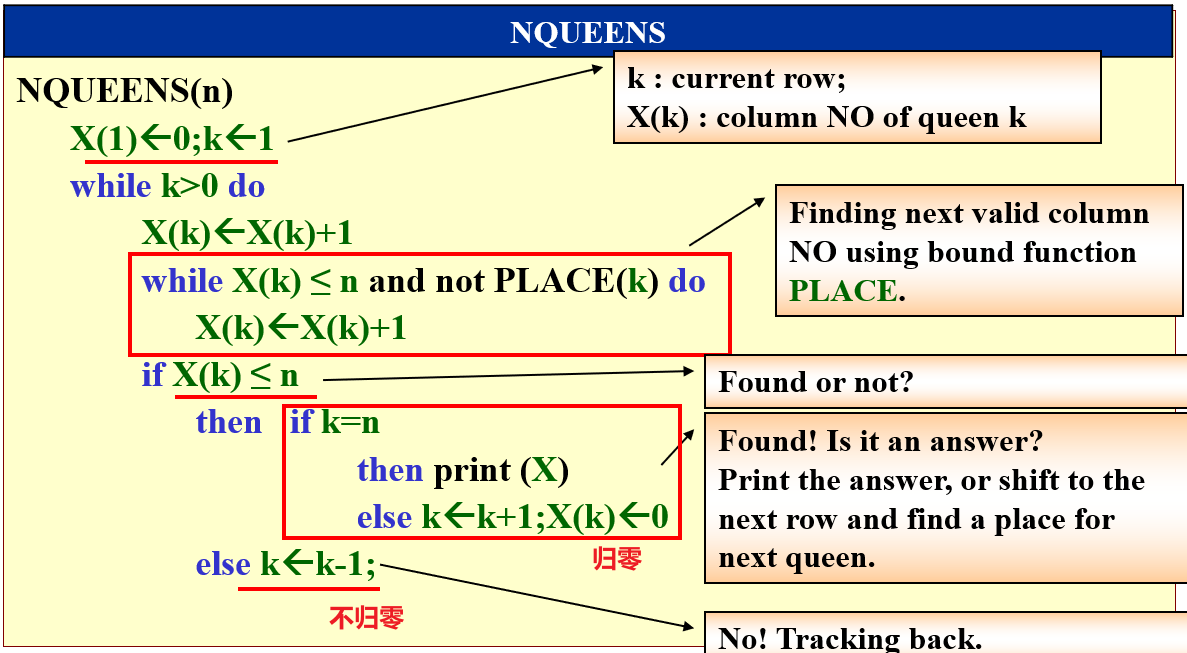 NQUEENS
NQUEENS(n)
X(1)←0;k←1
while k>0 do
X(k)←X(k)+1
while X(k) ≤ n and not PLACE(k) do
X(k)←X(k)+1
if X(k) ≤ n
then if k=n
then print (X)
else k←k+1;X(k)←0
归零
else k←k-1;
不归零
k : current row;
X(k) : column NO of queen k
Finding next valid column
NO using bound function
PLACE.
Found or not?
Found! Is it an answer?
Print the answer, or shift to the
next row and find a place for
next queen.
No! Tracking back.